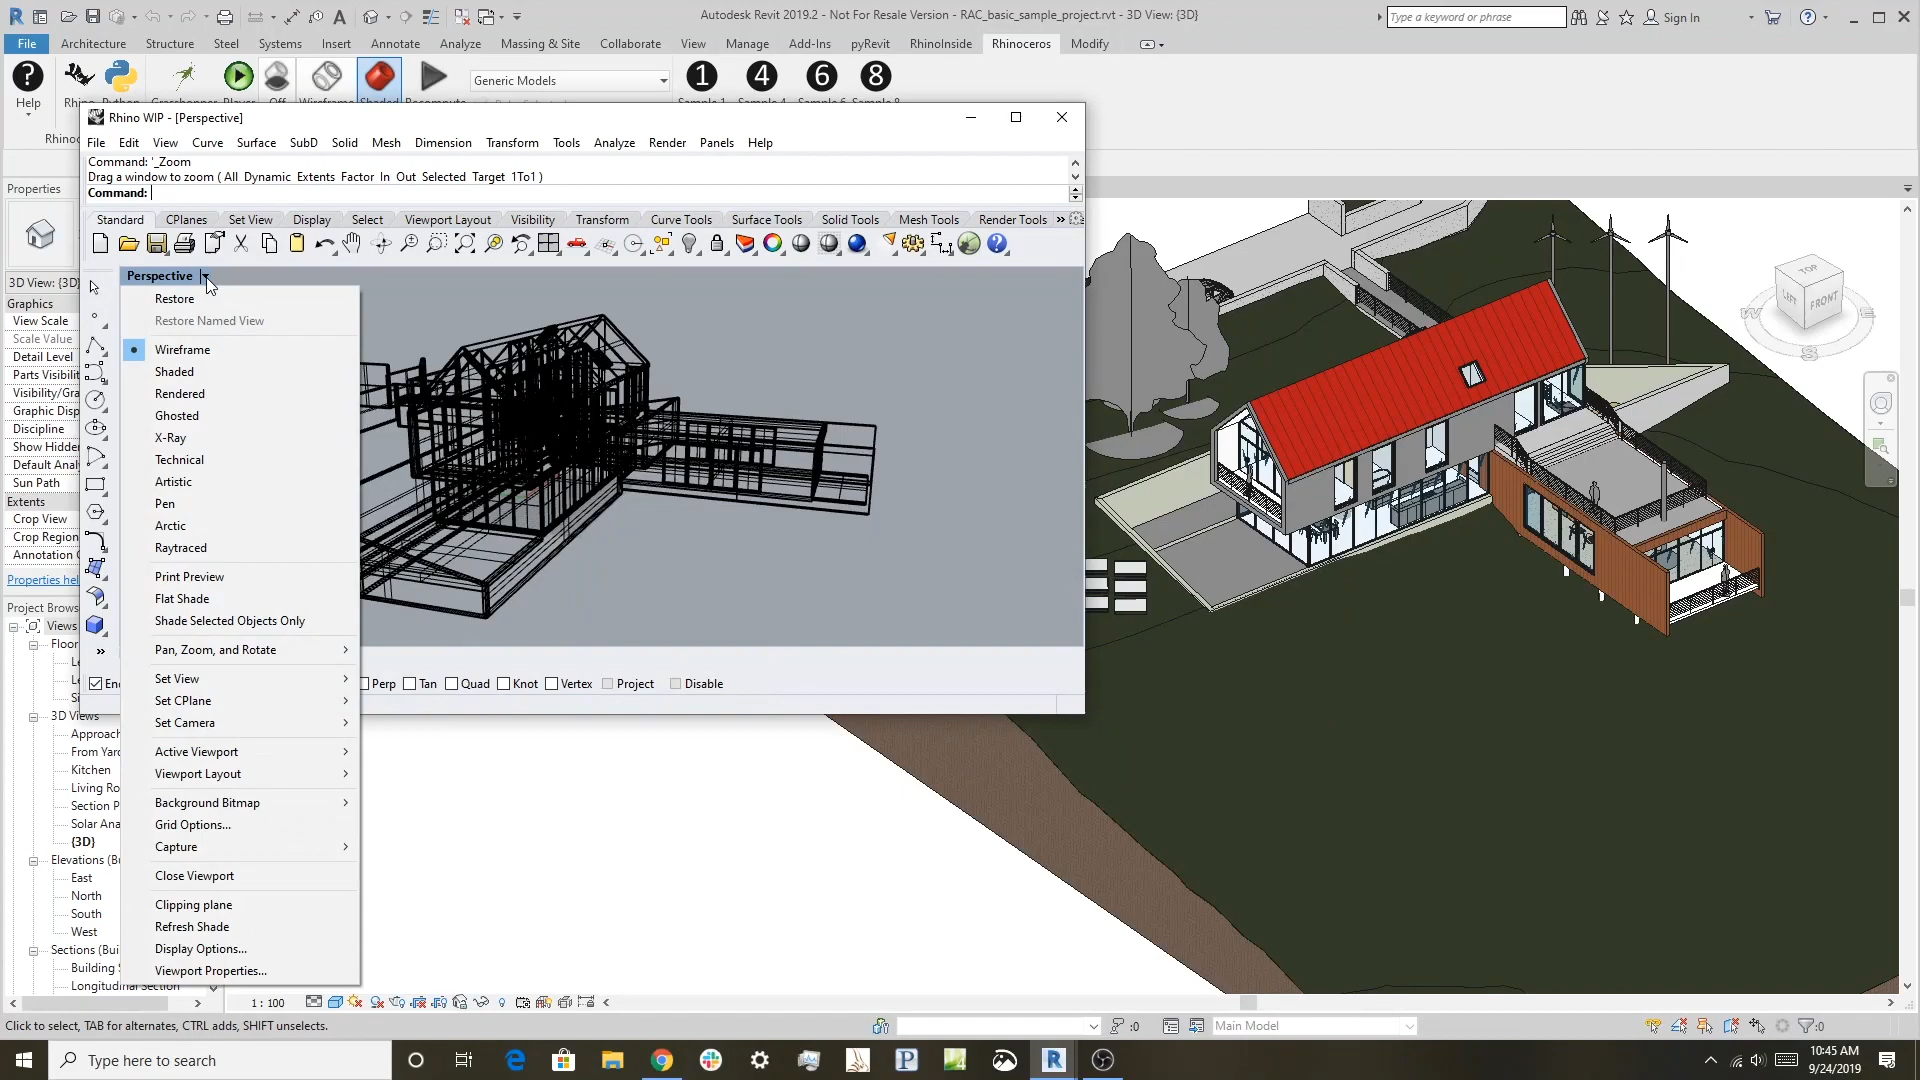 Autodesk Revit 2019.2 - Not For Resale Version - RAC_basic_sample_project.rvt - 3D View: {3D}
Type a keyword or phrase
Sign In
File Architecture Structure Steel Systems Insert Annotate Analyze Massing & Site Collaborate View Manage Add-Ins pyRevit RhinoInside Rhinoceros Modify
Generic Models
1 4 6 8
Help
Rhino WIP - [Perspective]
File Edit View Curve Surface SubD Solid Mesh Dimension Transform Tools Analyze Render Panels Help
Command: '_Zoom
Drag a window to zoom ( All Dynamic Extents Factor In Out Selected Target 1To1 )
Command:
Standard CPlanes Set View Display Select Viewport Layout Visibility Transform Curve Tools Surface Tools Solid Tools Mesh Tools Render Tools »
Perspective
Restore
Restore Named View
Wireframe
Shaded
Rendered
Ghosted
X-Ray
Technical
Artistic
Pen
Arctic
Raytraced
Print Preview
Flat Shade
Shade Selected Objects Only
Pan, Zoom, and Rotate
Set View
Set CPlane
Set Camera
Active Viewport
Viewport Layout
Background Bitmap
Grid Options...
Capture
Close Viewport
Clipping plane
Refresh Shade
Display Options...
Viewport Properties...
Perp Tan Quad Knot Vertex Project Disable
Properties
3D View: {3D}
Graphics
View Scale
Scale Value
Detail Level
Parts Visibili
Visibility/Gra
Graphic Disp
Discipline
Show Hidden
Default Anal
Sun Path
Extents
Crop View
Crop Region
Annotation C
Properties hel
Project Brows
Views
Floor
3D Views
Approach
From Yard
Kitchen
Living Ro
Section P
Solar Ana
{3D}
Elevations (Bu
East
North
South
West
Sections (Bui
Building S
Longitudinal Section
TOP
LEFT FRONT
W E
S
1 : 100
Click to select, TAB for alternates, CTRL adds, SHIFT unselects.
:0
Main Model
:0
Type here to search
10:45 AM
9/24/2019